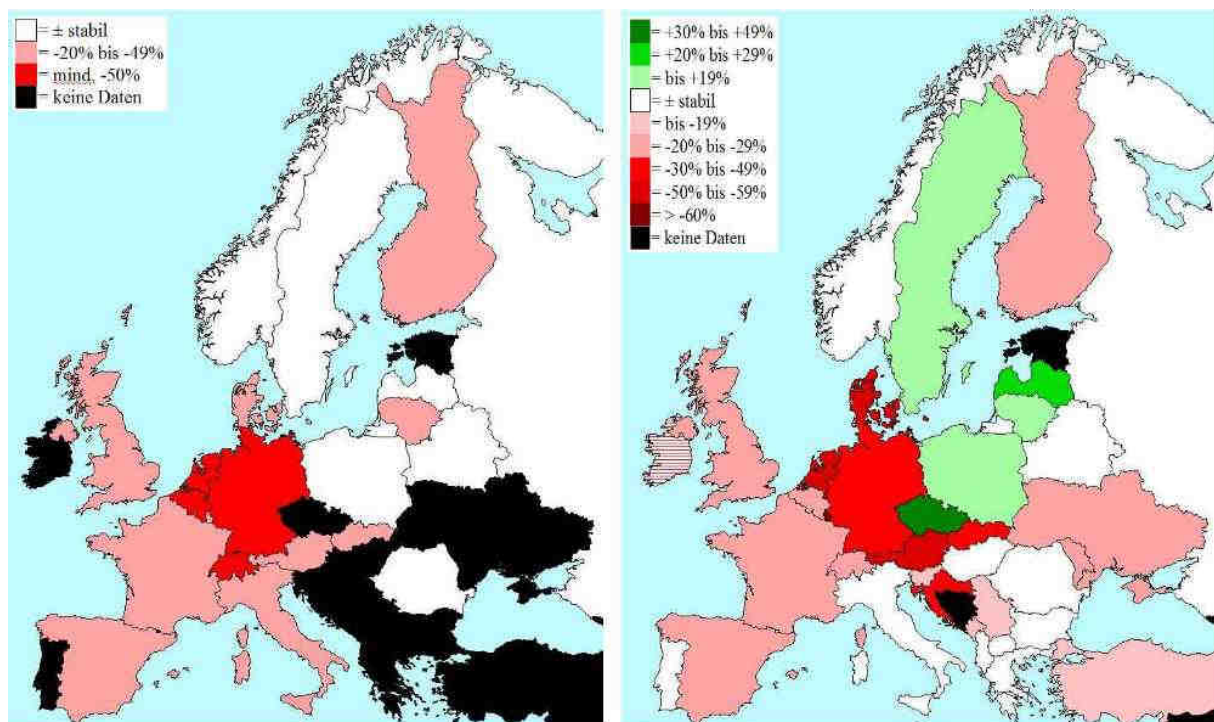 = ± stabil
= -20% bis -49%
= mind. -50%
= keine Daten
= +30% bis +49%
= +20% bis +29%
= bis +19%
= ± stabil
= bis -19%
= -20% bis -29%
= -30% bis -49%
= -50% bis -59%
= > -60%
= keine Daten